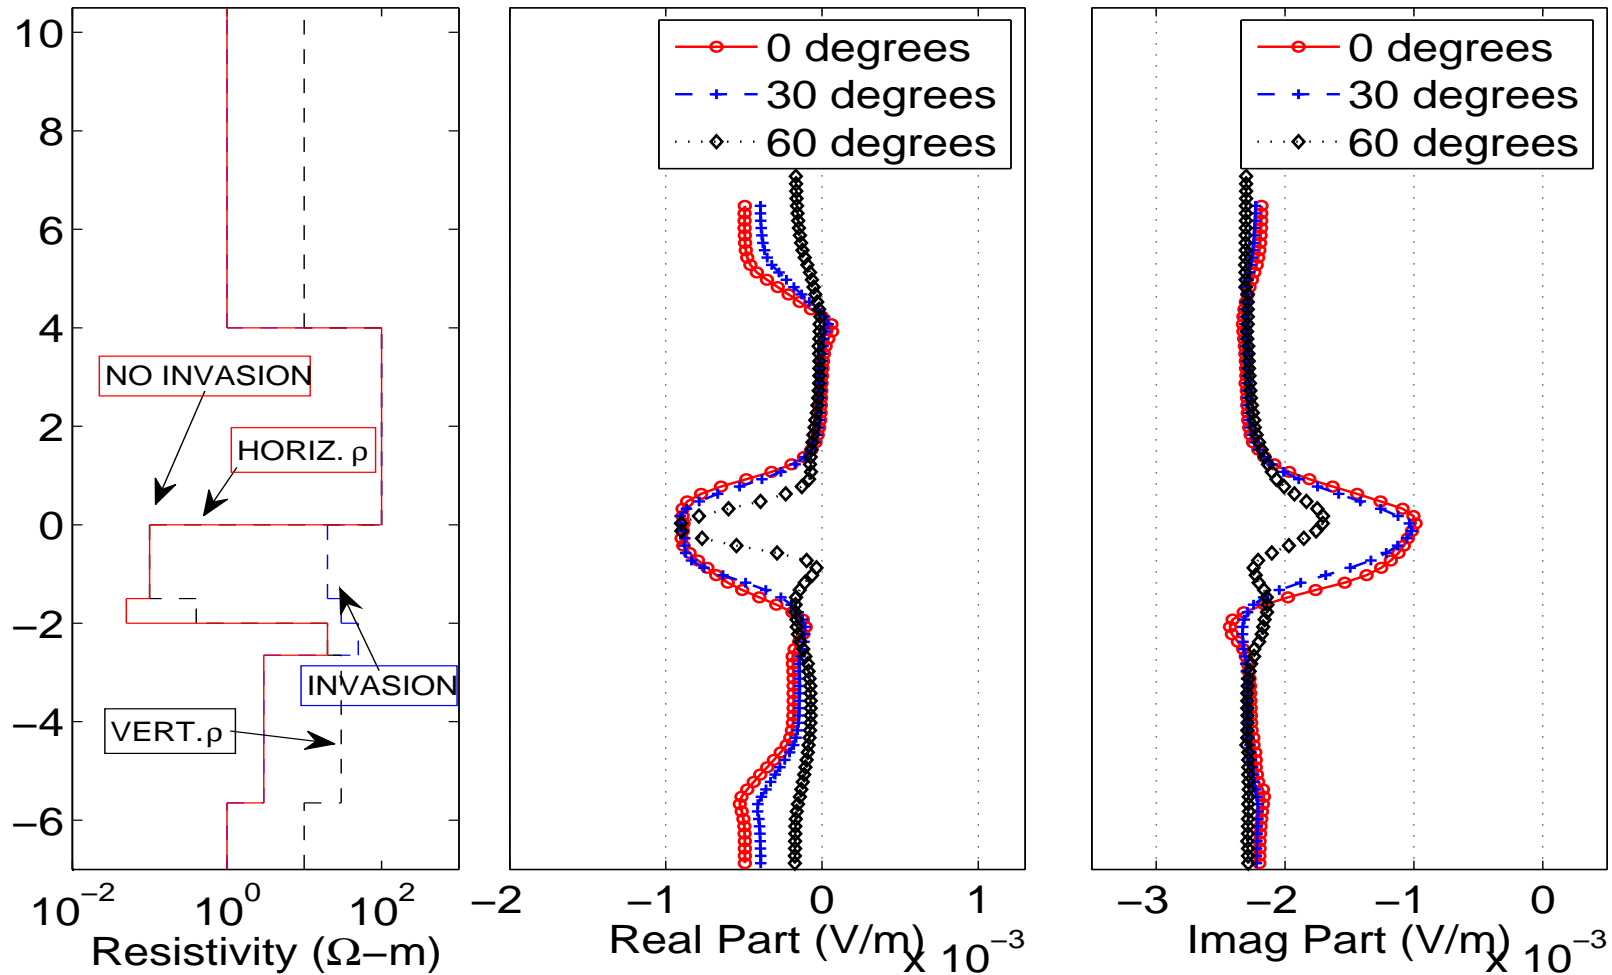 10
8
6
4
2
0
−2
−4
−6
NO INVASION
HORIZ. ρ
INVASION
VERT.ρ
10−2 100 102
Resistivity (Ω−m)
0 degrees
30 degrees
60 degrees
−2 −1 0 1
Real Part (V/m)
x 10−3
0 degrees
30 degrees
60 degrees
−3 −2 −1 0
Imag Part (V/m)
x 10−3